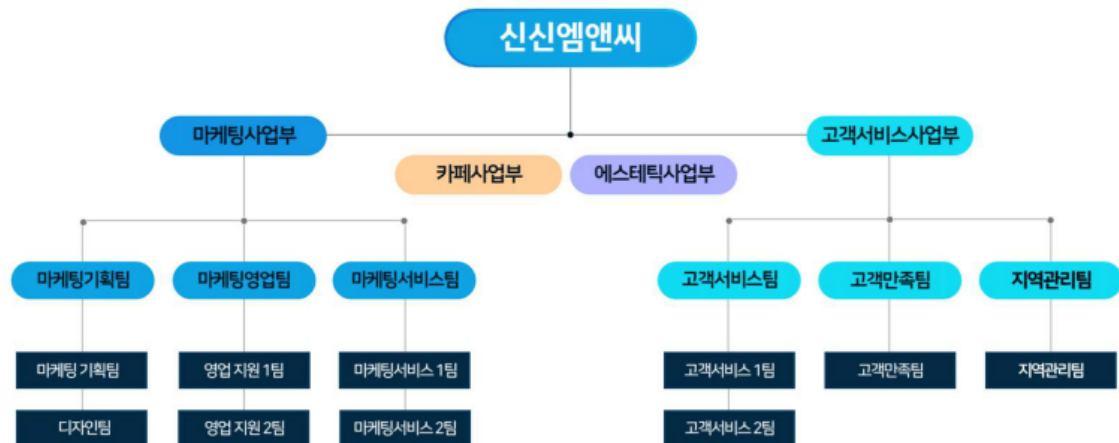 신신엠앤씨
마케팅사업부
고객서비스사업부
카페사업부
에스테틱사업부
마케팅기획팀
마케팅영업팀
마케팅서비스팀
고객서비스팀
고객만족팀
지역관리팀
마케팅 기획팀
영업 지원 1팀
마케팅서비스 1팀
고객서비스 1팀
고객만족팀
지역관리팀
디자인팀
영업 지원 2팀
마케팅서비스 2팀
고객서비스 2팀